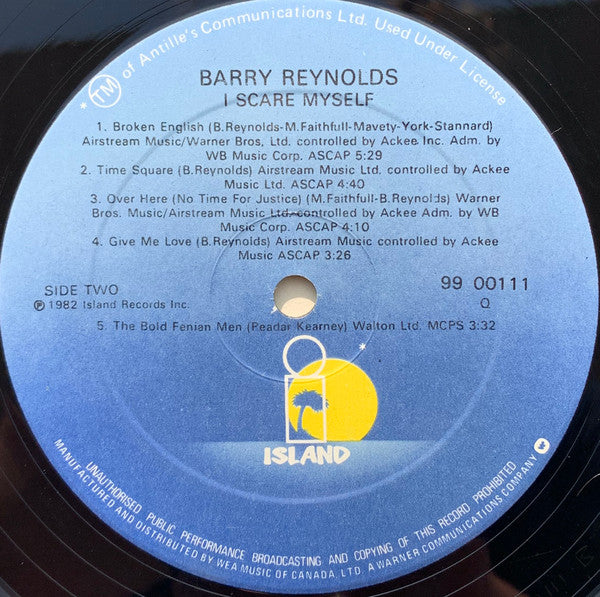 * TM of Antille's Communications Ltd. Used Under License
BARRY REYNOLDS
I SCARE MYSELF
1. Broken English (B.Reynolds-M.Faithfull-Mavety-York-Stannard)
Airstream Music/Warner Bros, Ltd. controlled by Ackee Inc. Adm. by
WB Music Corp. ASCAP 5:29
2. Time Square (B.Reynolds) Airstream Music Ltd. controlled by Ackee
Music Ltd. ASCAP 4:40
3. Over Here (No Time For Justice) (M.Faithfull-B.Reynolds) Warner
Bros. Music/Airstream Music Ltd. controlled by Ackee Adm. by WB
Music Corp. ASCAP 4:10
4. Give Me Love (B.Reynolds) Airstream Music controlled by Ackee
Music ASCAP 3:26
SIDE TWO
99 00111
℗ 1982 Island Records Inc.
Q
5. The Bold Fenian Men (Peadar Kearney) Walton Ltd. MCPS 3:32
ISLAND
UNAUTHORISED PUBLIC PERFORMANCE BROADCASTING AND COPYING OF THIS RECORD PROHIBITED
MANUFACTURED AND DISTRIBUTED BY WEA MUSIC OF CANADA, LTD. A WARNER COMMUNICATIONS COMPANY